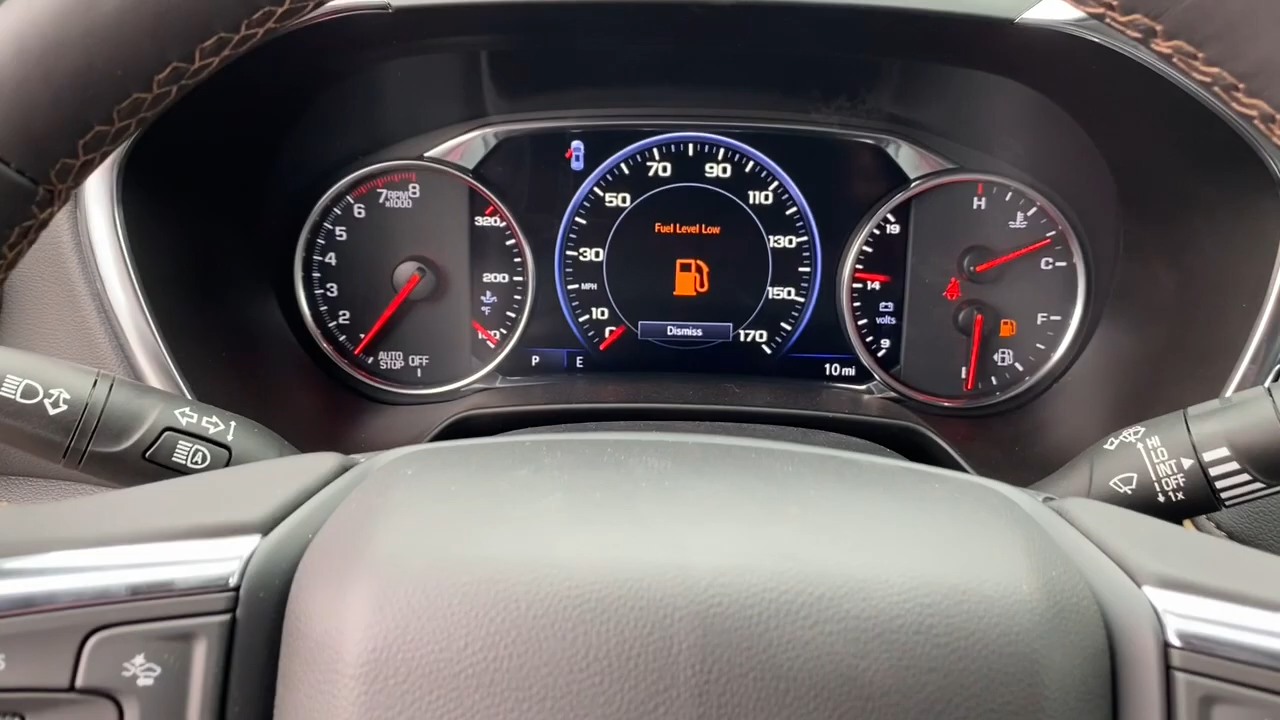 8
7
RPM
x1000
6
5
4
3
2
1
AUTO
STOP
OFF
320
200
°F
70
90
50
110
30
130
MPH
150
10
170
Fuel Level Low
Dismiss
P
E
10 mi
19
14
volts
9
H
C
F
A
HI
LO
INT
OFF
1x